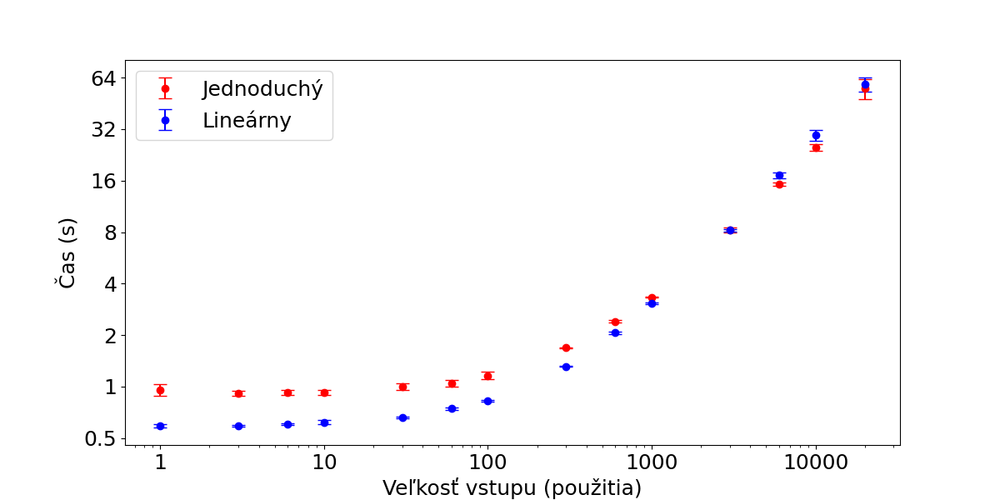 Jednoduchý
Lineárny
64
32
16
8
4
2
1
0.5
Čas (s)
1 10 100 1000 10000
Veľkosť vstupu (použitia)